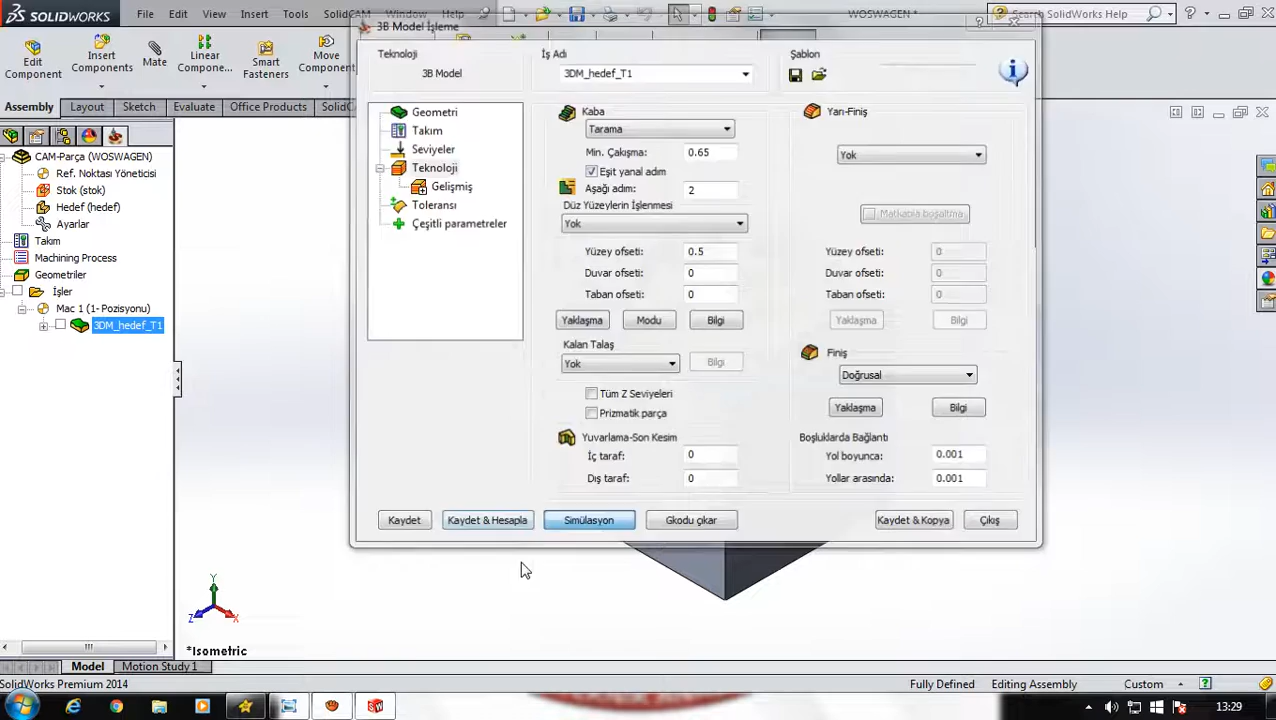 SOLIDWORKS
File
Edit
View
Insert
Tools
SolidCAM
Window
Help
WOSWAGEN *
Search SolidWorks Help
Edit
Component
Insert
Components
Mate
Linear
Compone...
Smart
Fasteners
Move
Component
Assembly
Layout
Sketch
Evaluate
Office Products
CAM-Parça (WOSWAGEN)
Ref. Noktası Yöneticisi
Stok (stok)
Hedef (hedef)
Ayarlar
Takım
Machining Process
Geometriler
İşler
Mac 1 (1- Pozisyonu)
3DM_hedef_T1
3B Model İşleme
Teknoloji
3B Model
İş Adı
3DM_hedef_T1
Şablon
Geometri
Takım
Seviyeler
Teknoloji
Gelişmiş
Toleransı
Çeşitli parametreler
Kaba
Tarama
Min. Çakışma: 0.65
Eşit yanal adım
Aşağı adım: 2
Düz Yüzeylerin İşlenmesi
Yok
Yüzey ofseti: 0.5
Duvar ofseti: 0
Taban ofseti: 0
Yaklaşma
Modu
Bilgi
Kalan Talaş
Yok
Bilgi
Tüm Z Seviyeleri
Prizmatik parça
Yuvarlama-Son Kesim
İç taraf: 0
Dış taraf: 0
Yarı-Finiş
Yok
Matkapla boşaltma
Yüzey ofseti: 0
Duvar ofseti: 0
Taban ofseti: 0
Yaklaşma
Bilgi
Finiş
Doğrusal
Yaklaşma
Bilgi
Boşluklarda Bağlantı
Yol boyunca: 0.001
Yollar arasında: 0.001
Kaydet
Kaydet & Hesapla
Simülasyon
Gkodu çıkar
Kaydet & Kopya
Çıkış
Y
Z
X
*Isometric
Model
Motion Study 1
SolidWorks Premium 2014
Fully Defined
Editing Assembly
Custom
13:29